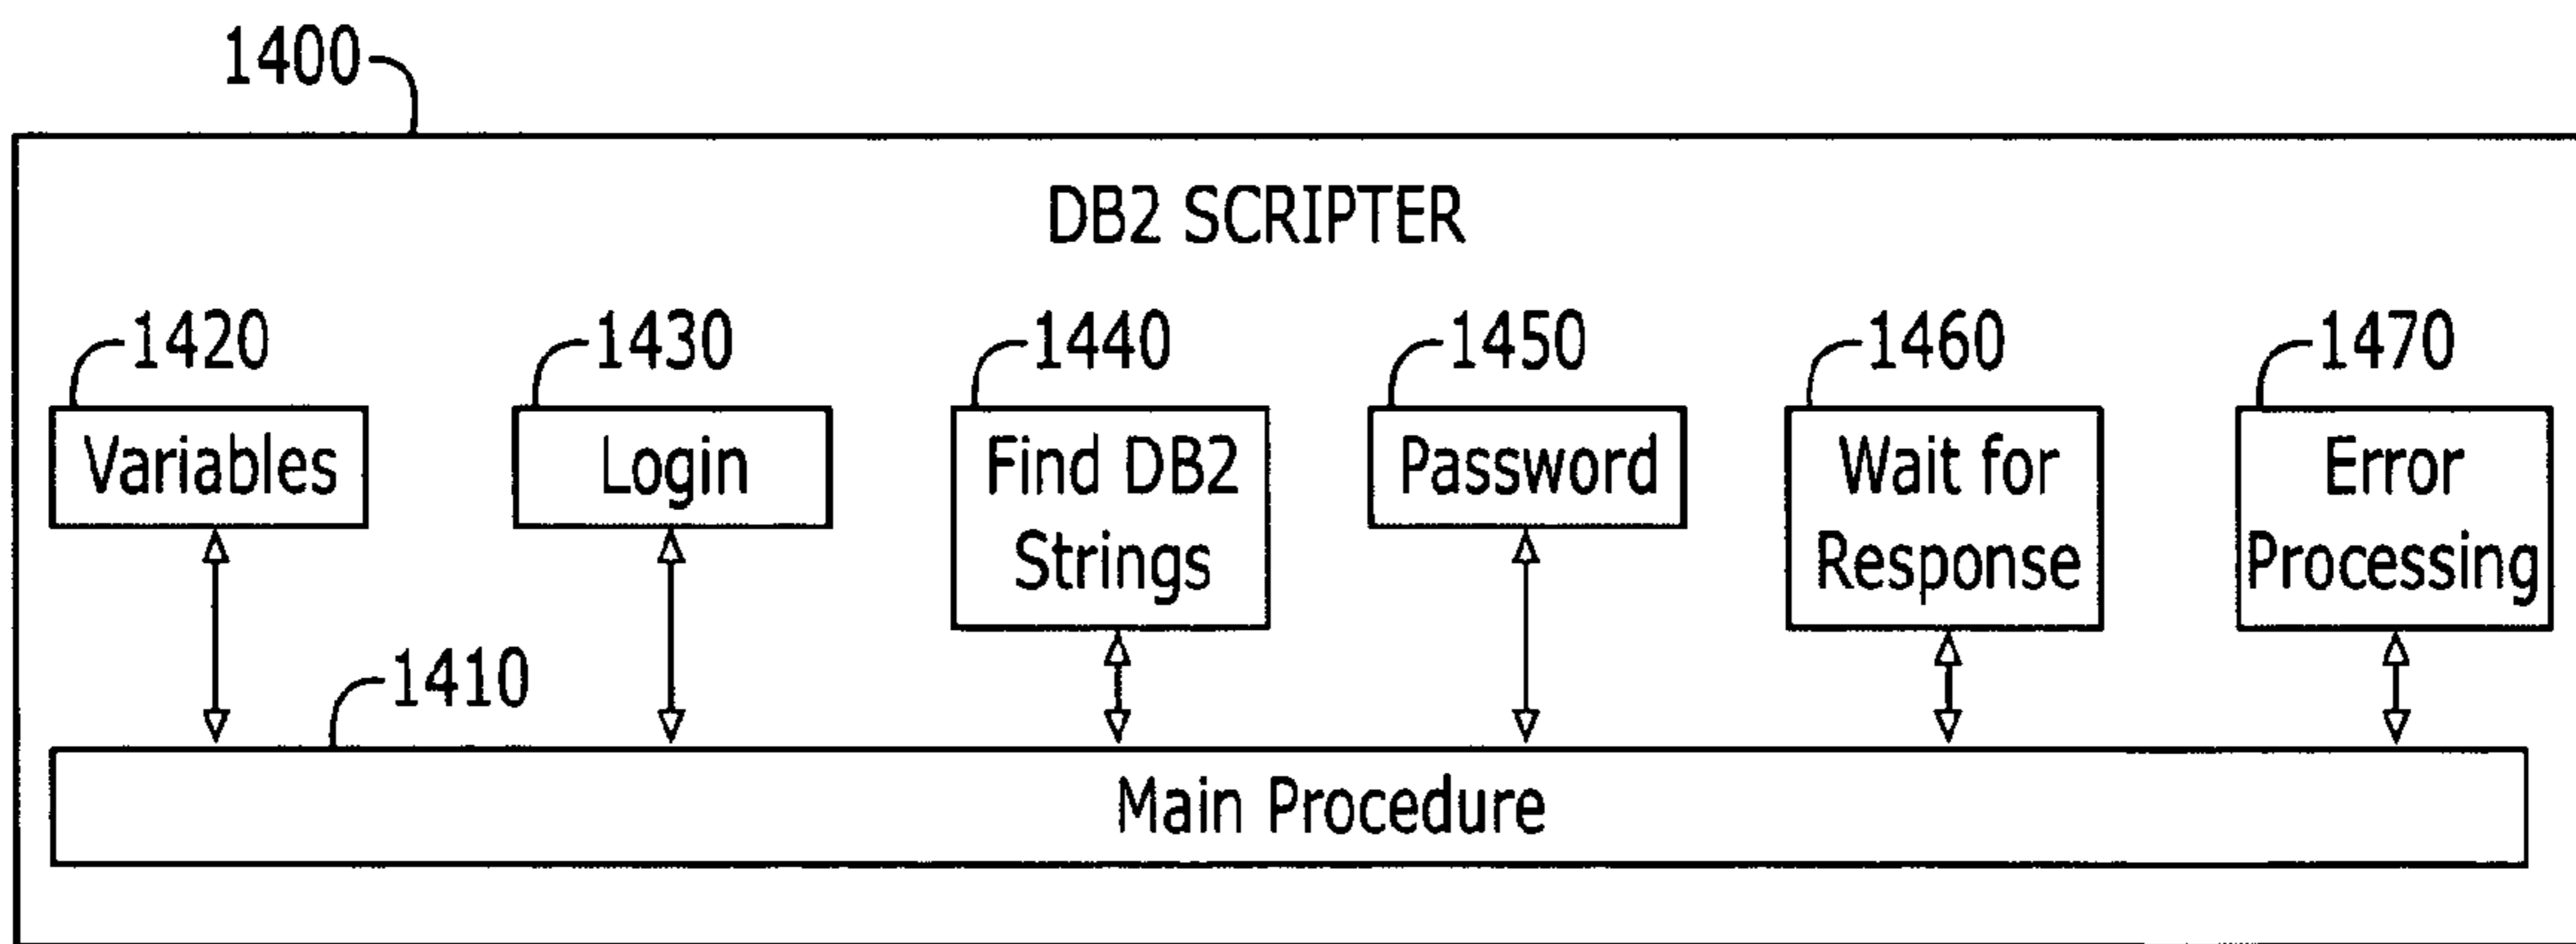 1400
DB2 SCRIPTER
1420
1430
1440
1450
1460
1470
Variables
Login
Find DB2
Strings
Password
Wait for
Response
Error
Processing
1410
Main Procedure